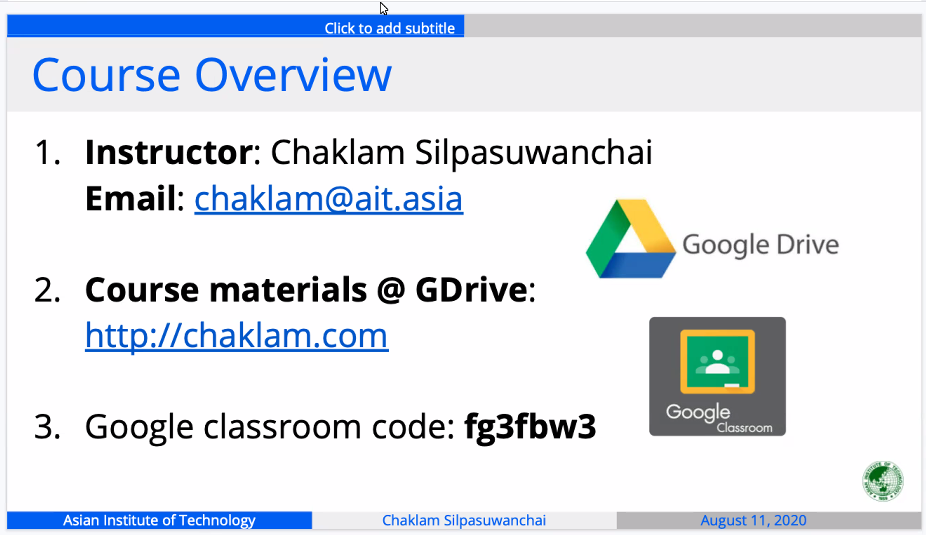 Click to add subtitle
Course Overview
1. Instructor: Chaklam Silpasuwanchai
Email: chaklam@ait.asia
Google Drive
2. Course materials @ GDrive:
http://chaklam.com
3. Google classroom code: fg3fbw3
Google
Classroom
Asian Institute of Technology
Chaklam Silpasuwanchai
August 11, 2020